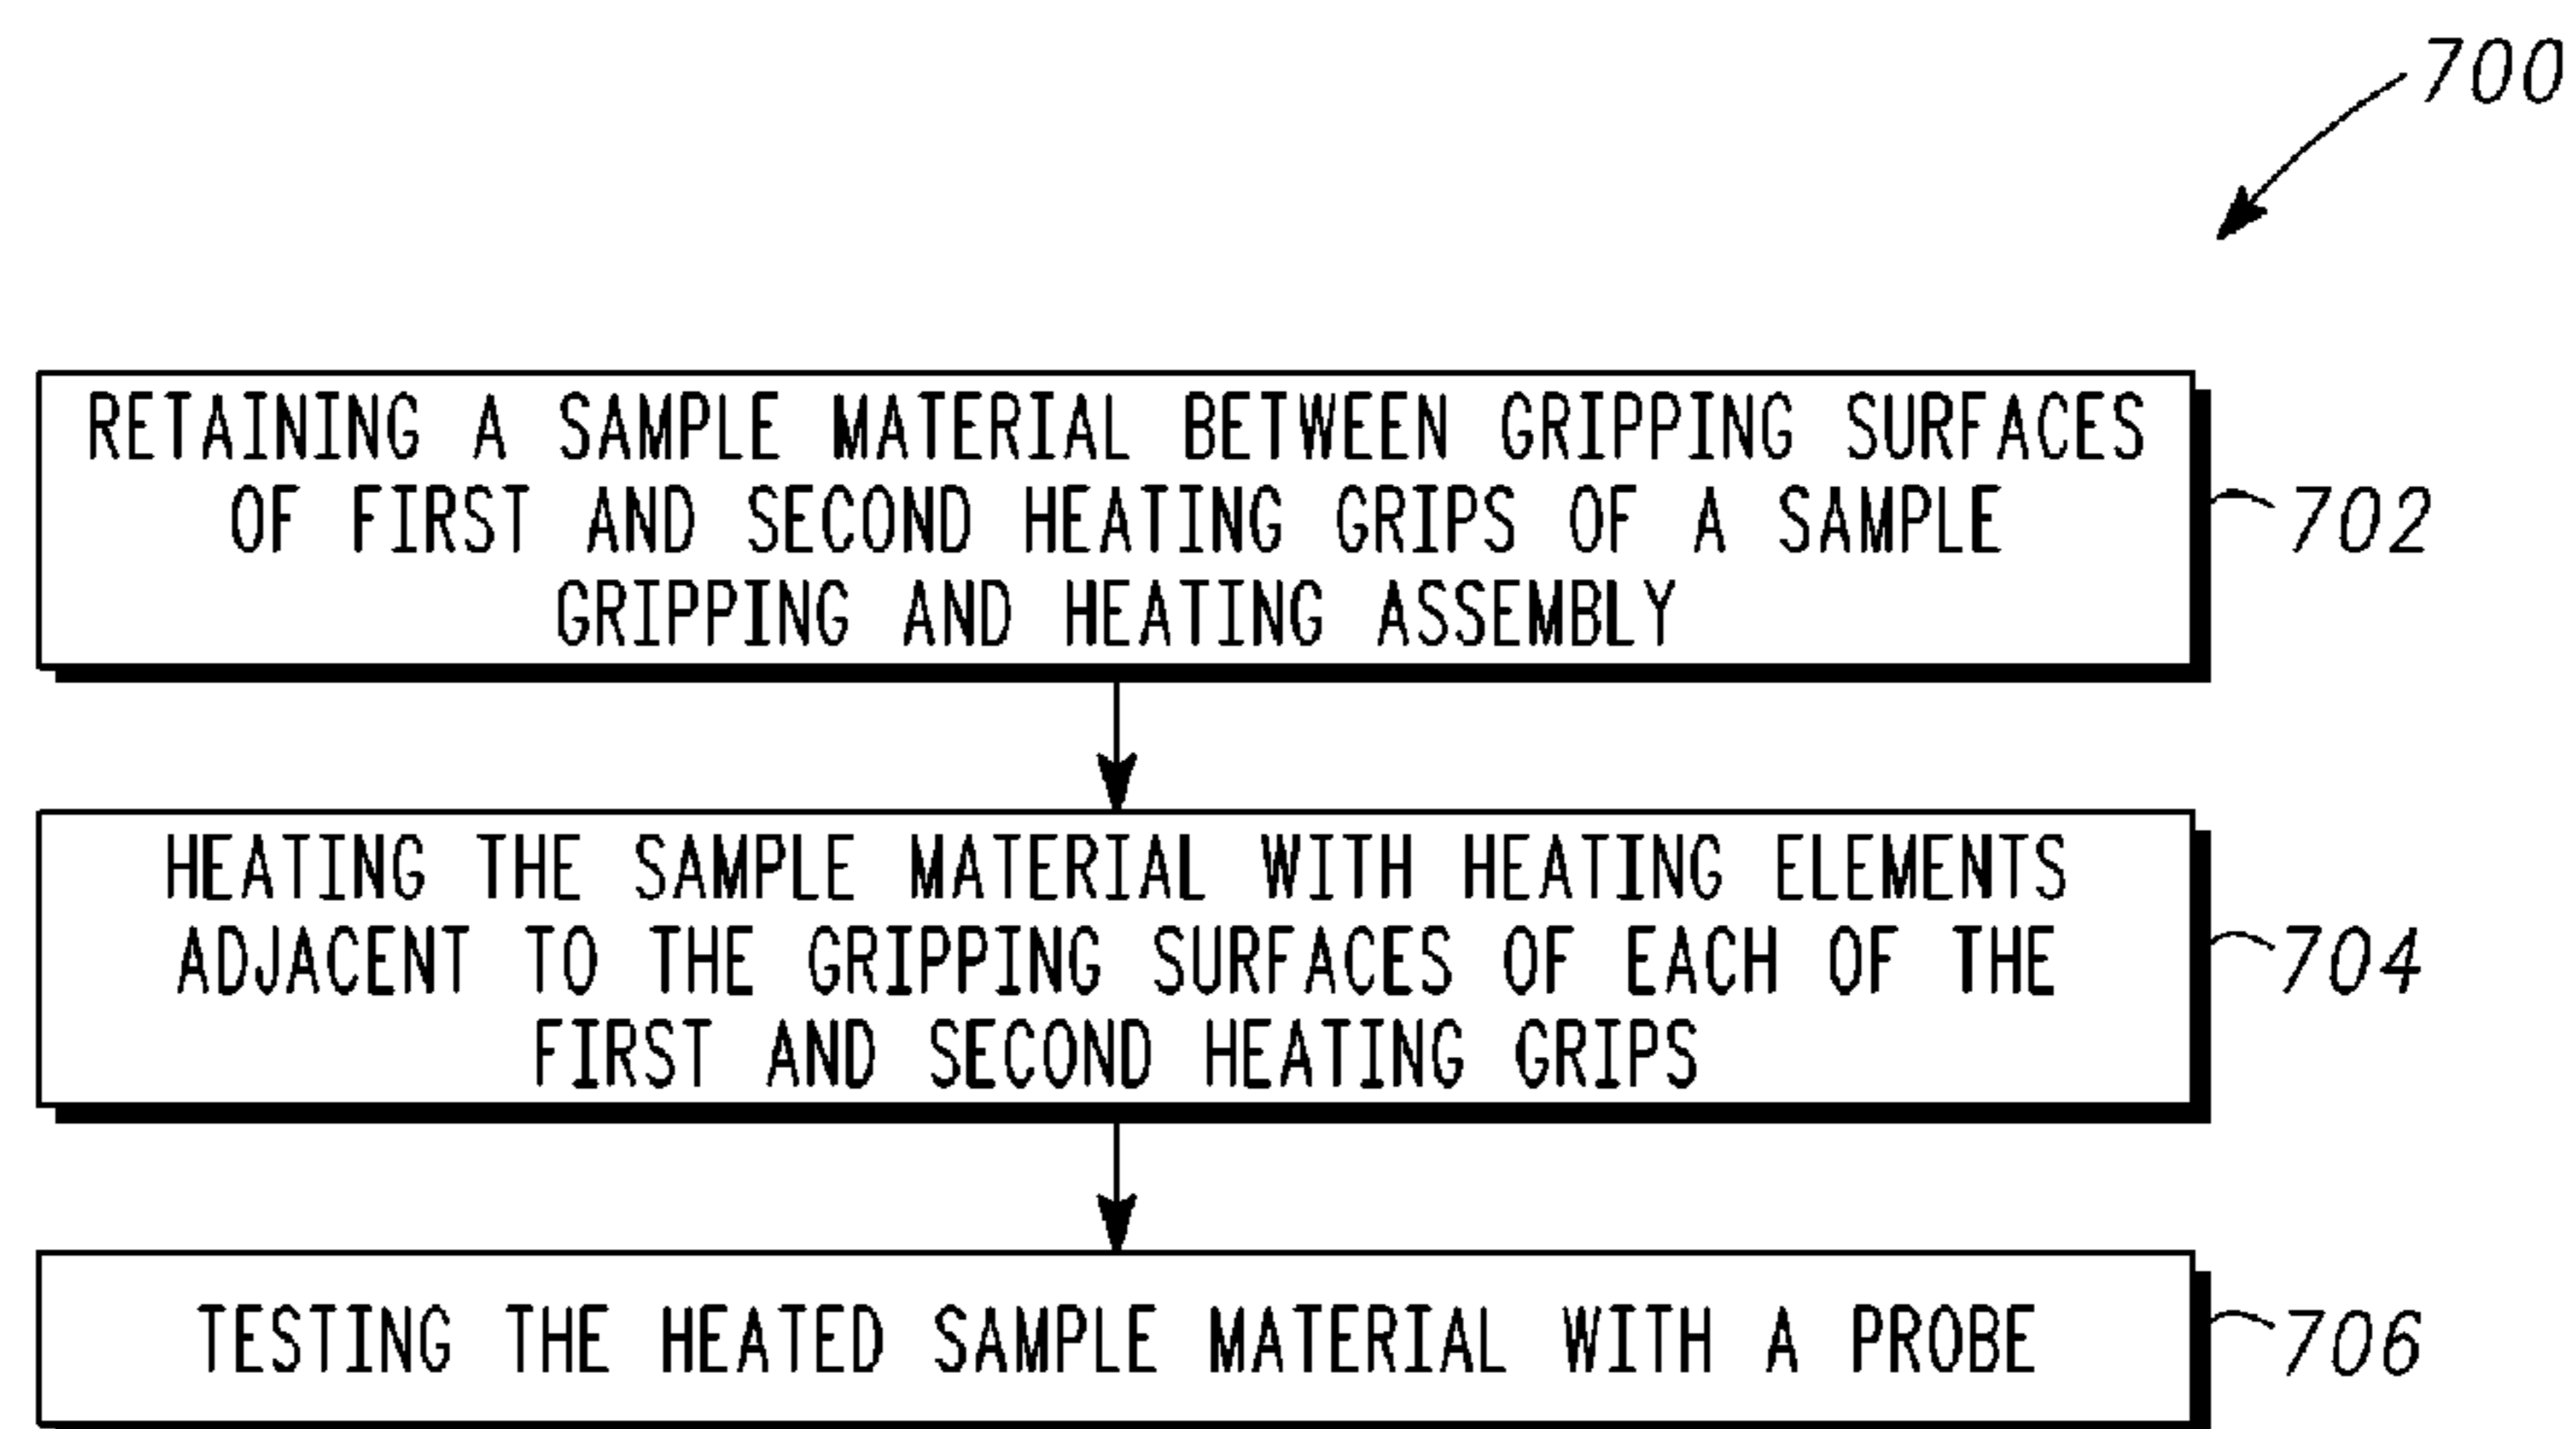 700
RETAINING A SAMPLE MATERIAL BETWEEN GRIPPING SURFACES
OF FIRST AND SECOND HEATING GRIPS OF A SAMPLE
GRIPPING AND HEATING ASSEMBLY
702
HEATING THE SAMPLE MATERIAL WITH HEATING ELEMENTS
ADJACENT TO THE GRIPPING SURFACES OF EACH OF THE
FIRST AND SECOND HEATING GRIPS
704
TESTING THE HEATED SAMPLE MATERIAL WITH A PROBE
706